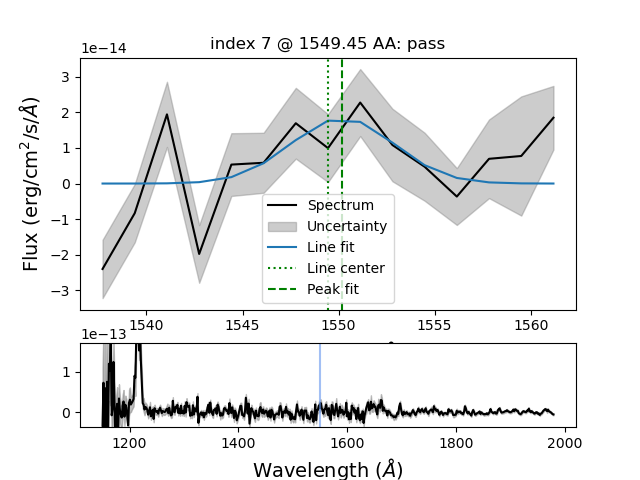 index 7 @ 1549.45 AA: pass
1e−14
3
2
1
0
−1
−2
−3
Flux (erg/cm²/s/Å)
Spectrum
Uncertainty
Line fit
Line center
Peak fit
1540 1545 1550 1555 1560
1e−13
1
0
1200 1400 1600 1800 2000
Wavelength (Å)